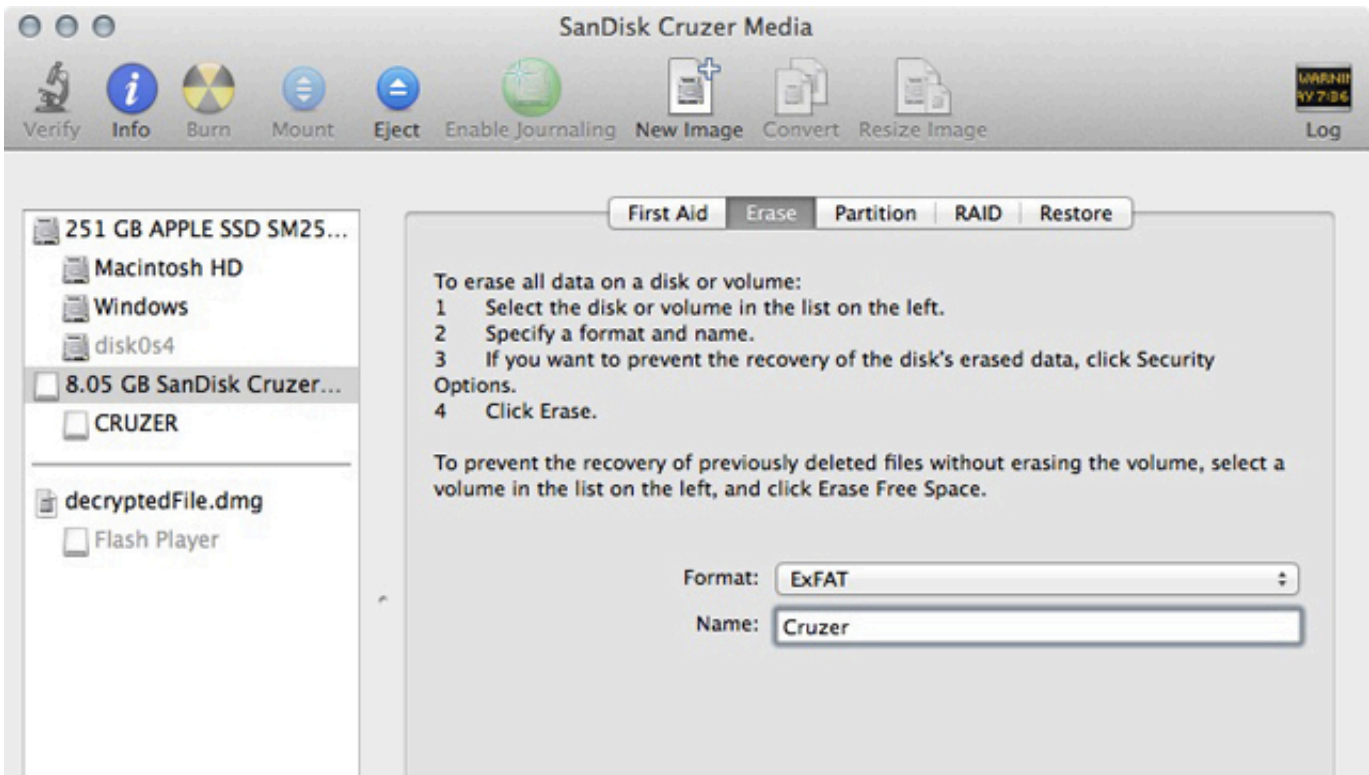 SanDisk Cruzer Media
Verify Info Burn Mount Eject Enable Journaling New Image Convert Resize Image Log
WARNIN
AY 7:36
First Aid Erase Partition RAID Restore
251 GB APPLE SSD SM25...
Macintosh HD
Windows
disk0s4
8.05 GB SanDisk Cruzer...
CRUZER
decryptedFile.dmg
Flash Player
To erase all data on a disk or volume:
1 Select the disk or volume in the list on the left.
2 Specify a format and name.
3 If you want to prevent the recovery of the disk's erased data, click Security
Options.
4 Click Erase.
To prevent the recovery of previously deleted files without erasing the volume, select a
volume in the list on the left, and click Erase Free Space.
Format: ExFAT
Name: Cruzer